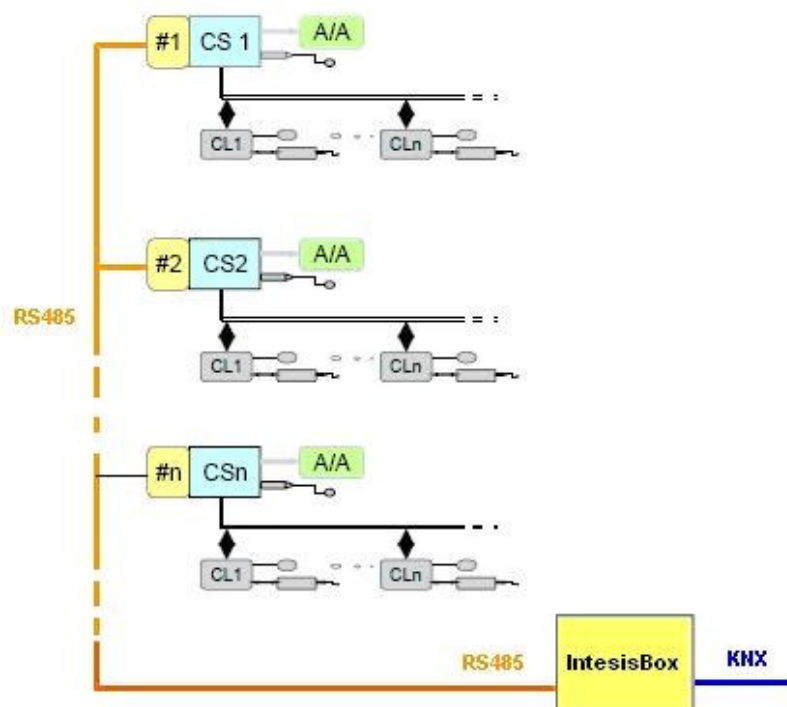 #1 CS 1 A/A
CL1 CLn
#2 CS2 A/A
CL1 CLn
RS485
#n CSn A/A
CL1 CLn
RS485 IntesisBox KNX